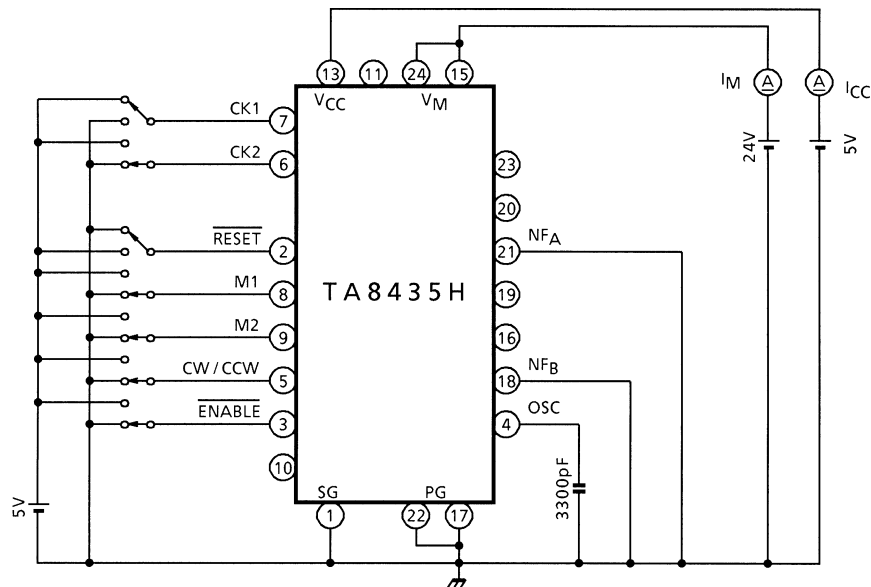 13 11 24 15
VCC VM
IM A A ICC
24V 5V
CK1 7
CK2 6
23
20
RESET 2
21 NFA
M1 8
TA8435H
19
M2 9
16
CW / CCW 5
18 NFB
ENABLE 3
4 OSC
3300pF
10
SG PG
5V
1 22 17